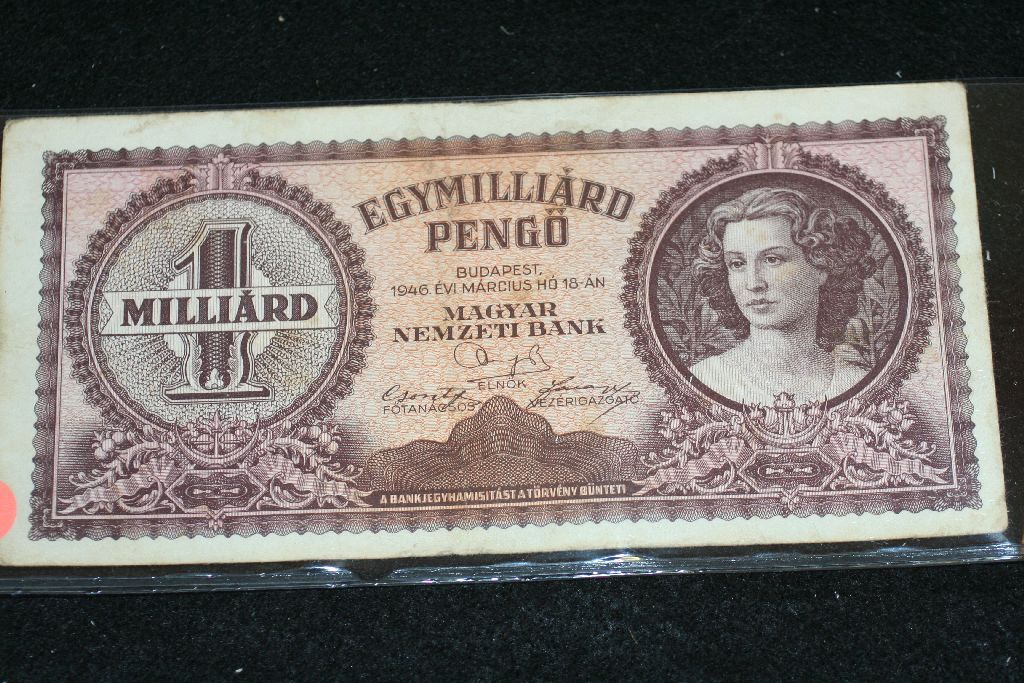 EGYMILLIÁRD
PENGŐ
1
MILLIÁRD
BUDAPEST,
1946. ÉVI MÁRCIUS HÓ 18-ÁN
MAGYAR
NEMZETI BANK
ELNÖK
FŐTANÁCSOS VEZÉRIGAZGATÓ
A BANKJEGYHAMISITÁST A TÖRVÉNY BÜNTETI